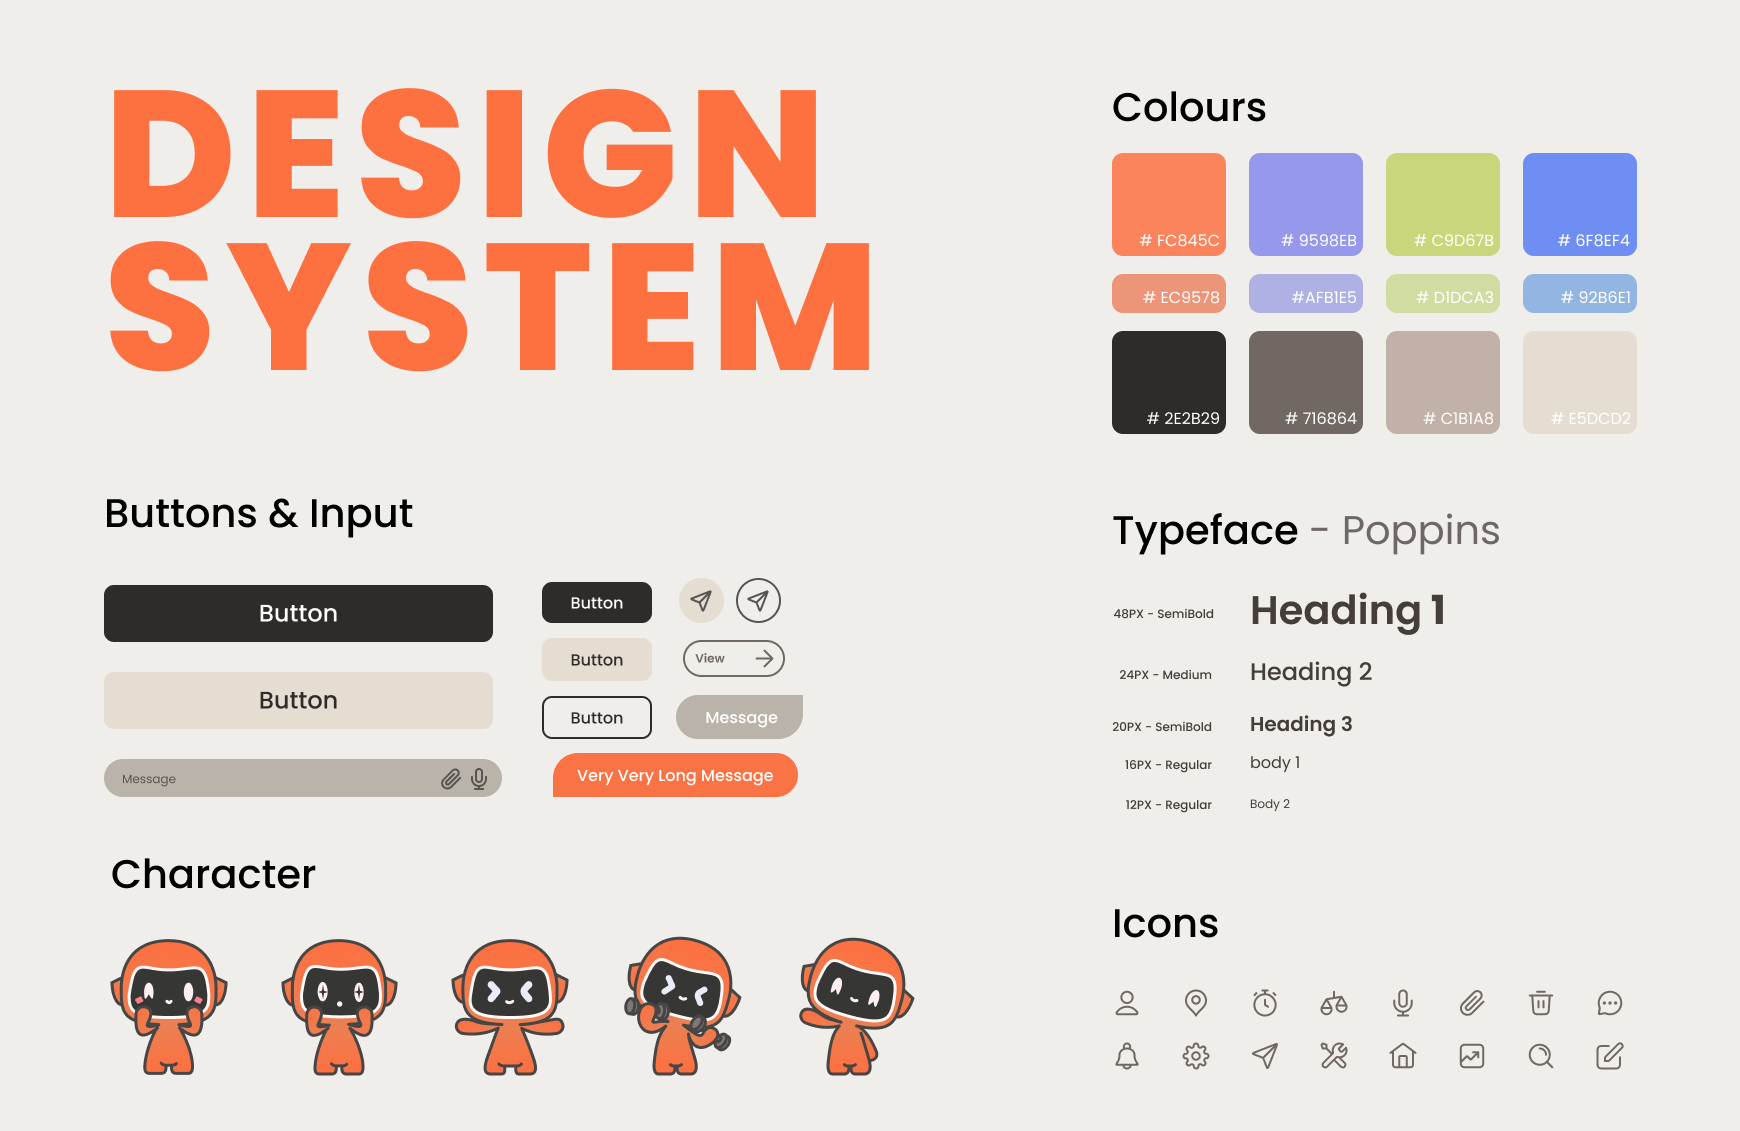 DESIGN
SYSTEM
Buttons & Input
Button
Button
Message
Button
Button
View
Button
Message
Very Very Long Message
Character
Colours
# FC845C
# 9598EB
# C9D67B
# 6F8EF4
# EC9578
#AFB1E5
# D1DCA3
# 92B6E1
# 2E2B29
# 716864
# C1B1A8
# E5DCD2
Typeface - Poppins
48PX - SemiBold Heading 1
24PX - Medium Heading 2
20PX - SemiBold Heading 3
16PX - Regular body 1
12PX - Regular Body 2
Icons